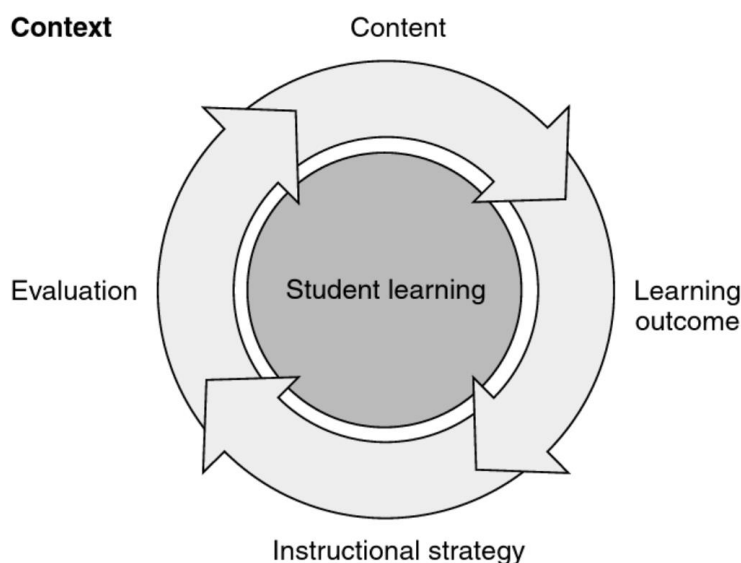 Context
Content
Evaluation
Student learning
Learning
outcome
Instructional strategy